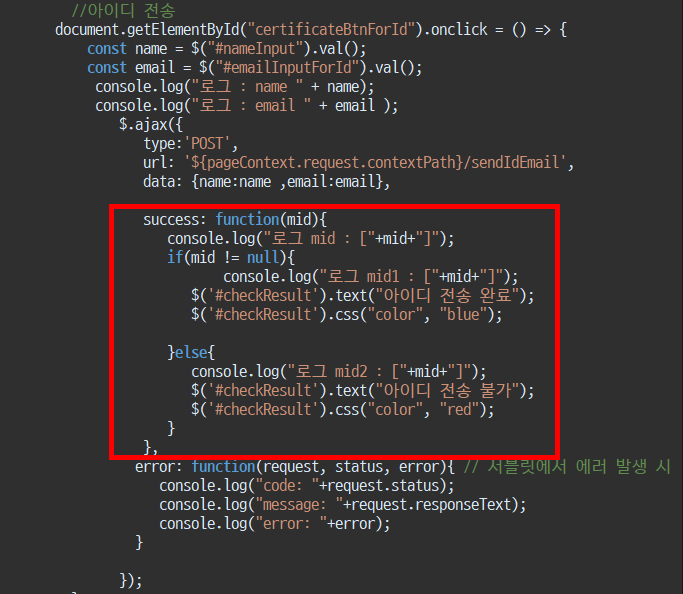 //아이디 전송
document.getElementById("certificateBtnForId").onclick = () => {
const name = $("#nameInput").val();
const email = $("#emailInputForId").val();
console.log("로그 : name " + name);
console.log("로그 : email " + email );
$.ajax({
type:'POST',
url: '${pageContext.request.contextPath}/sendIdEmail',
data: {name:name ,email:email},
success: function(mid){
console.log("로그 mid : ["+mid+"]");
if(mid != null){
console.log("로그 mid1 : ["+mid+"]");
$('#checkResult').text("아이디 전송 완료");
$('#checkResult').css("color", "blue");
}else{
console.log("로그 mid2 : ["+mid+"]");
$('#checkResult').text("아이디 전송 불가");
$('#checkResult').css("color", "red");
}
},
error: function(request, status, error){ // 서블릿에서 에러 발생 시
console.log("code: "+request.status);
console.log("message: "+request.responseText);
console.log("error: "+error);
}
});